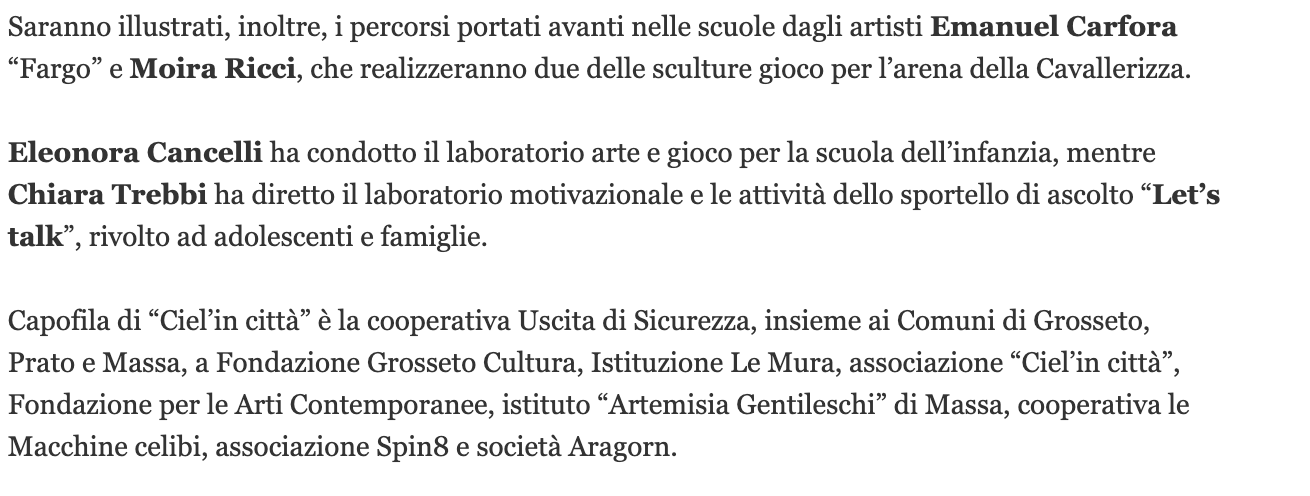 Saranno illustrati, inoltre, i percorsi portati avanti nelle scuole dagli artisti Emanuel Carfora
“Fargo” e Moira Ricci, che realizzeranno due delle sculture gioco per l’arena della Cavallerizza.
Eleonora Cancelli ha condotto il laboratorio arte e gioco per la scuola dell’infanzia, mentre
Chiara Trebbi ha diretto il laboratorio motivazionale e le attività dello sportello di ascolto “Let’s
talk”, rivolto ad adolescenti e famiglie.
Capofila di “Ciel’in città” è la cooperativa Uscita di Sicurezza, insieme ai Comuni di Grosseto,
Prato e Massa, a Fondazione Grosseto Cultura, Istituzione Le Mura, associazione “Ciel’in città”,
Fondazione per le Arti Contemporanee, istituto “Artemisia Gentileschi” di Massa, cooperativa le
Macchine celibi, associazione Spin8 e società Aragorn.